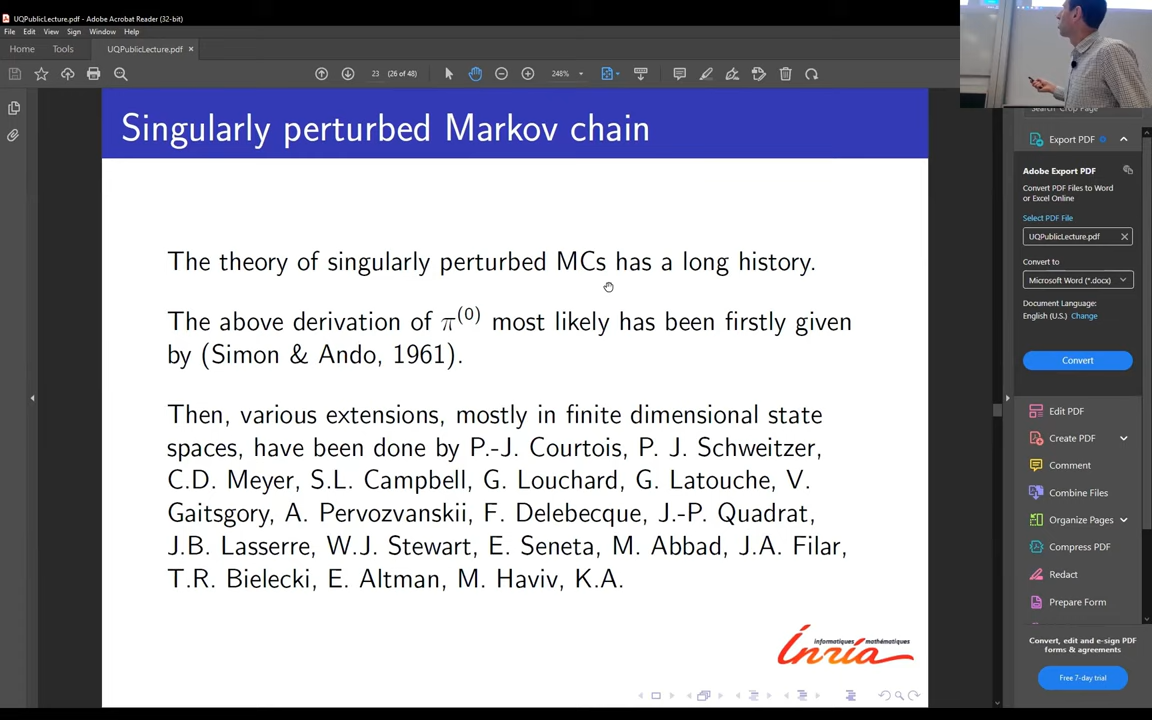 UQPublicLecture.pdf - Adobe Acrobat Reader (32-bit)
File Edit View Sign Window Help
Home Tools UQPublicLecture.pdf ×
23 (26 of 48) 248%
Singularly perturbed Markov chain
The theory of singularly perturbed MCs has a long history.
The above derivation of π⁽⁰⁾ most likely has been firstly given
by (Simon & Ando, 1961).
Then, various extensions, mostly in finite dimensional state
spaces, have been done by P.-J. Courtois, P. J. Schweitzer,
C.D. Meyer, S.L. Campbell, G. Louchard, G. Latouche, V.
Gaitsgory, A. Pervozvanskii, F. Delebecque, J.-P. Quadrat,
J.B. Lasserre, W.J. Stewart, E. Seneta, M. Abbad, J.A. Filar,
T.R. Bielecki, E. Altman, M. Haviv, K.A.
informatiques mathématiques
Inria
Search 'Crop Page'
Export PDF
Adobe Export PDF
Convert PDF Files to Word
or Excel Online
Select PDF File
UQPublicLecture.pdf
Convert to
Microsoft Word (*.docx)
Document Language:
English (U.S.) Change
Convert
Edit PDF
Create PDF
Comment
Combine Files
Organize Pages
Compress PDF
Redact
Prepare Form
Convert, edit and e-sign PDF
forms & agreements
Free 7-day trial